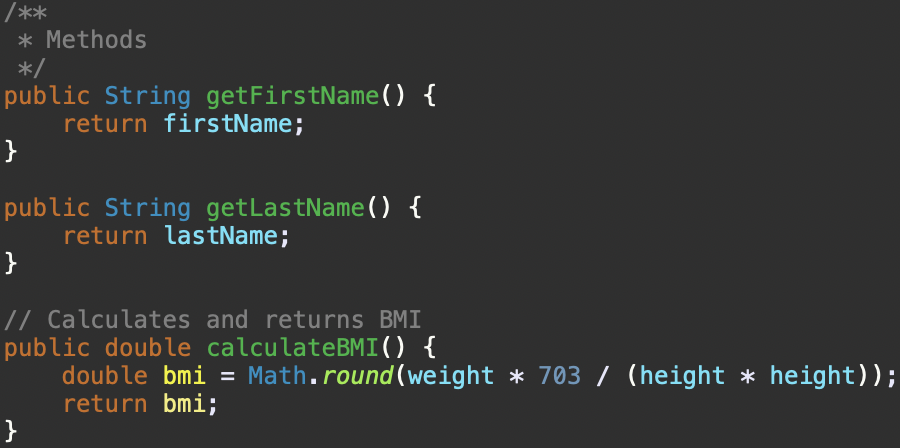 /**
 * Methods
 */
public String getFirstName() {
    return firstName;
}

public String getLastName() {
    return lastName;
}

// Calculates and returns BMI
public double calculateBMI() {
    double bmi = Math.round(weight * 703 / (height * height));
    return bmi;
}